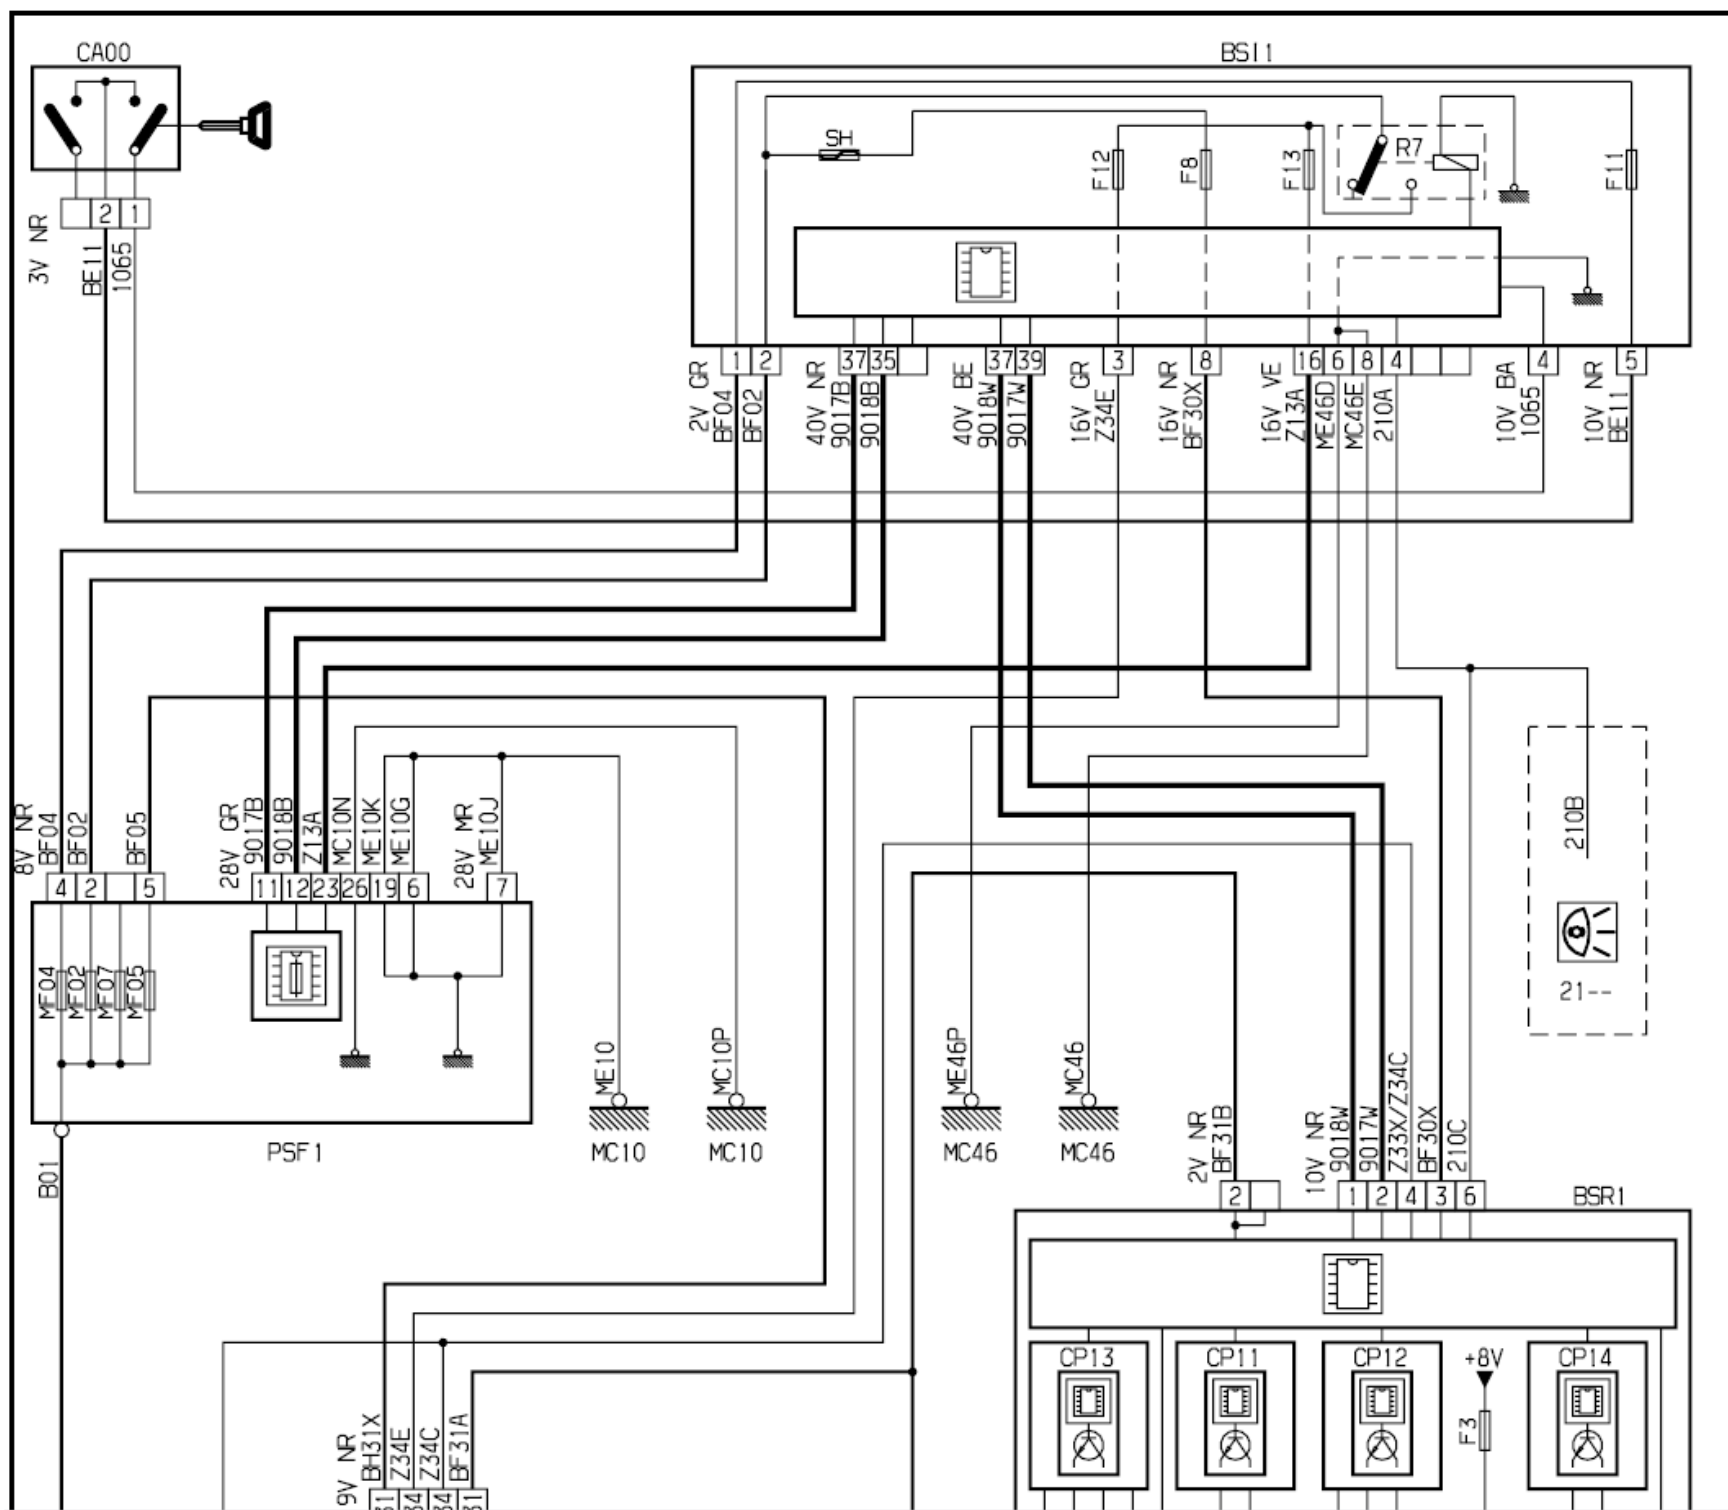 CA00
BSI1
SH
F12
F8
F13
R7
F11
2 1
3V NR
BE11
1065
1 2 37 35 37 39 3 8 16 6 8 4 4 5
2V GR
BF04
BF02
40V NR
9017B
9018B
40V BE
9018W
9017W
16V GR
Z34E
16V NR
BF30X
16V VE
Z13A
ME46D
MC46E
210A
10V BA
1065
10V NR
BE11
8V NR
BF04
BF02
BF05
28V GR
9017B
9018B
Z13A
MC10N
ME10K
ME10G
28V MR
ME10J
210B
4 2 5 11 12 23 26 19 6 7
MF04
MF02
MF07
MF05
21--
ME10
MC10P
ME46P
MC46
PSF1
MC10
MC10
MC46
MC46
B01
2V NR
BF31B
10V NR
9018W
9017W
Z33X/Z34C
BF30X
210C
2 1 2 4 3 6
BSR1
CP13
CP11
CP12
+8V
CP14
F3
9V NR
BH31X
Z34E
Z34C
BF31A